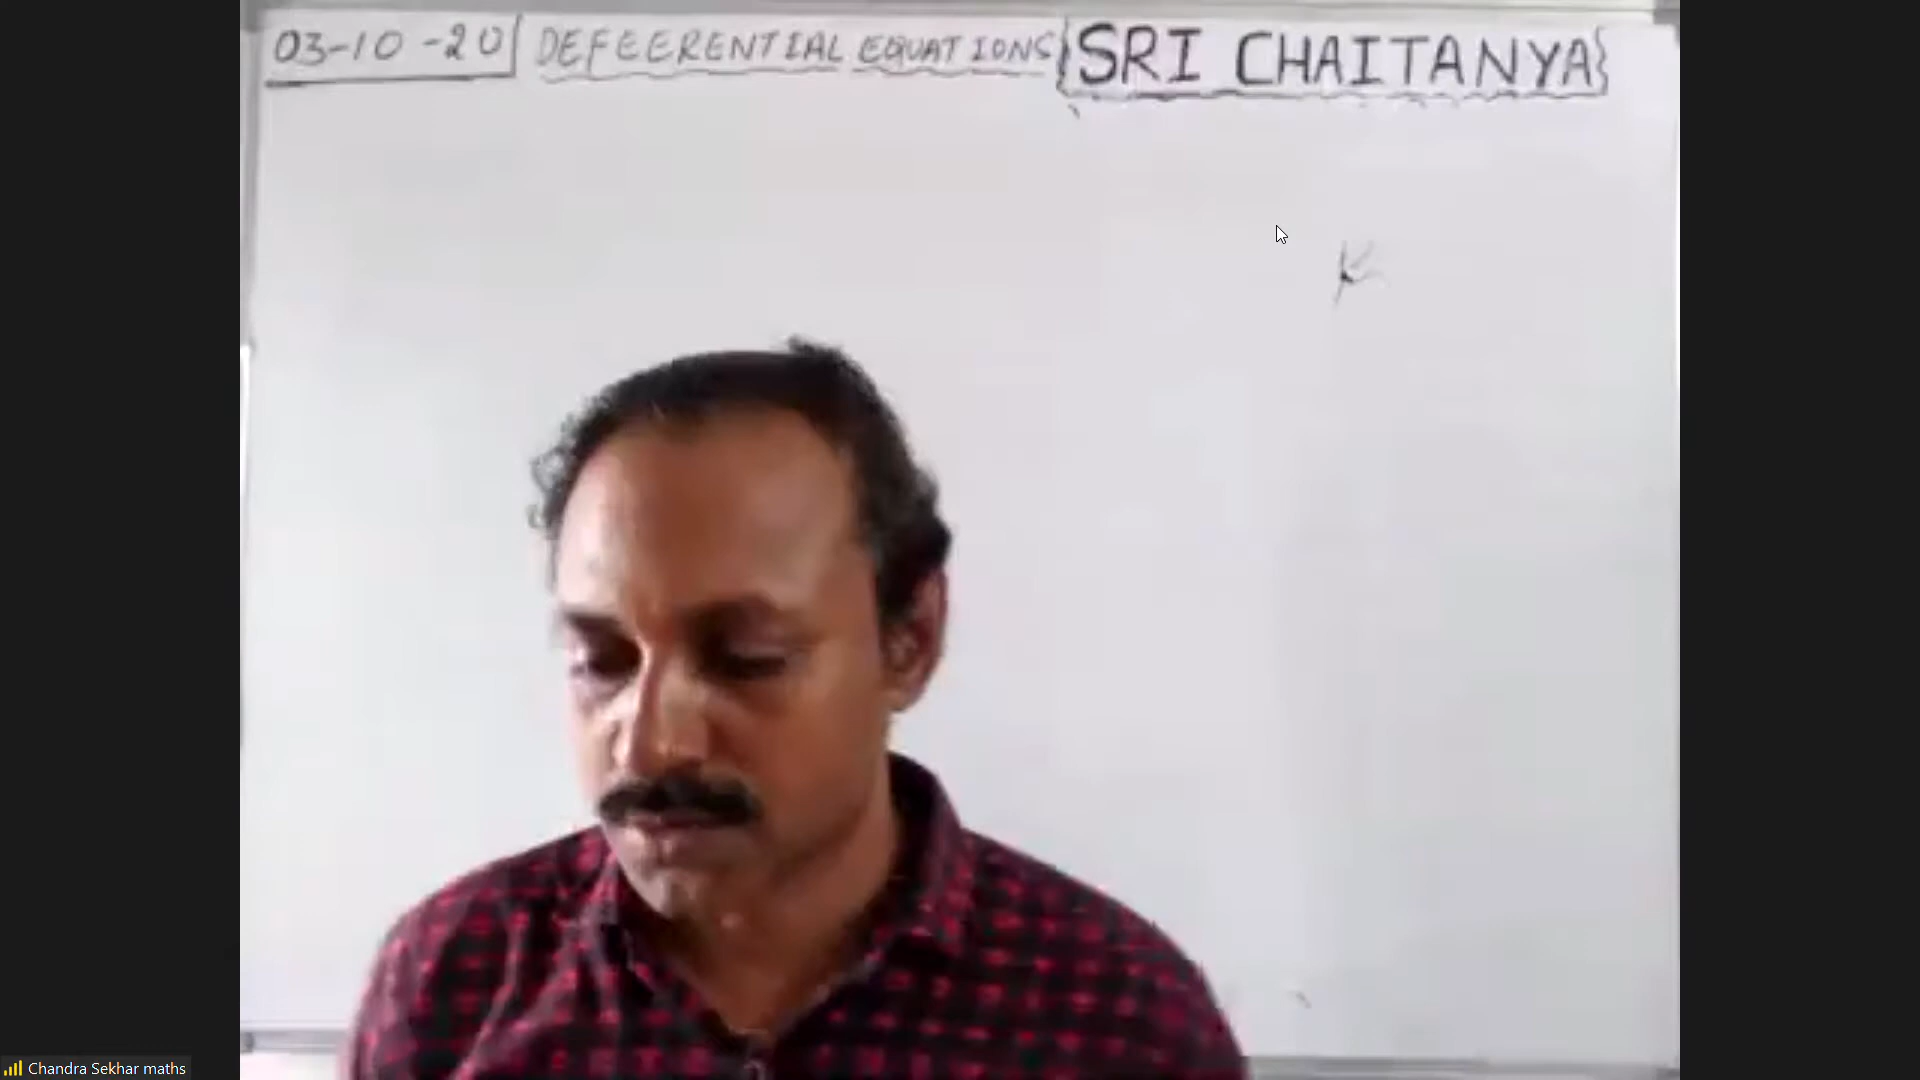 03-10-20 DEFEERENTIAL EQUATIONS SRI CHAITANYA
K
Chandra Sekhar maths